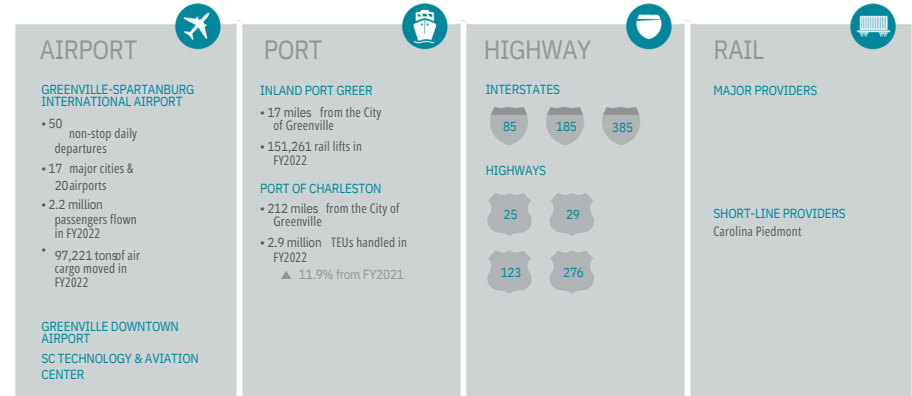 AIRPORT
GREENVILLE-SPARTANBURG
INTERNATIONAL AIRPORT
• 50
non-stop daily
departures
• 17 major cities &
20 airports
• 2.2 million
passengers flown
in FY2022
•
97,221 tons of air
cargo moved in
FY2022
GREENVILLE DOWNTOWN
AIRPORT
SC TECHNOLOGY & AVIATION
CENTER
PORT
INLAND PORT GREER
• 17 miles from the City
of Greenville
• 151,261 rail lifts in
FY2022
PORT OF CHARLESTON
• 212 miles from the City of
Greenville
• 2.9 million TEUs handled in
FY2022
▲ 11.9% from FY2021
HIGHWAY
INTERSTATES
85 185 385
HIGHWAYS
25 29
123 276
RAIL
MAJOR PROVIDERS
SHORT-LINE PROVIDERS
Carolina Piedmont